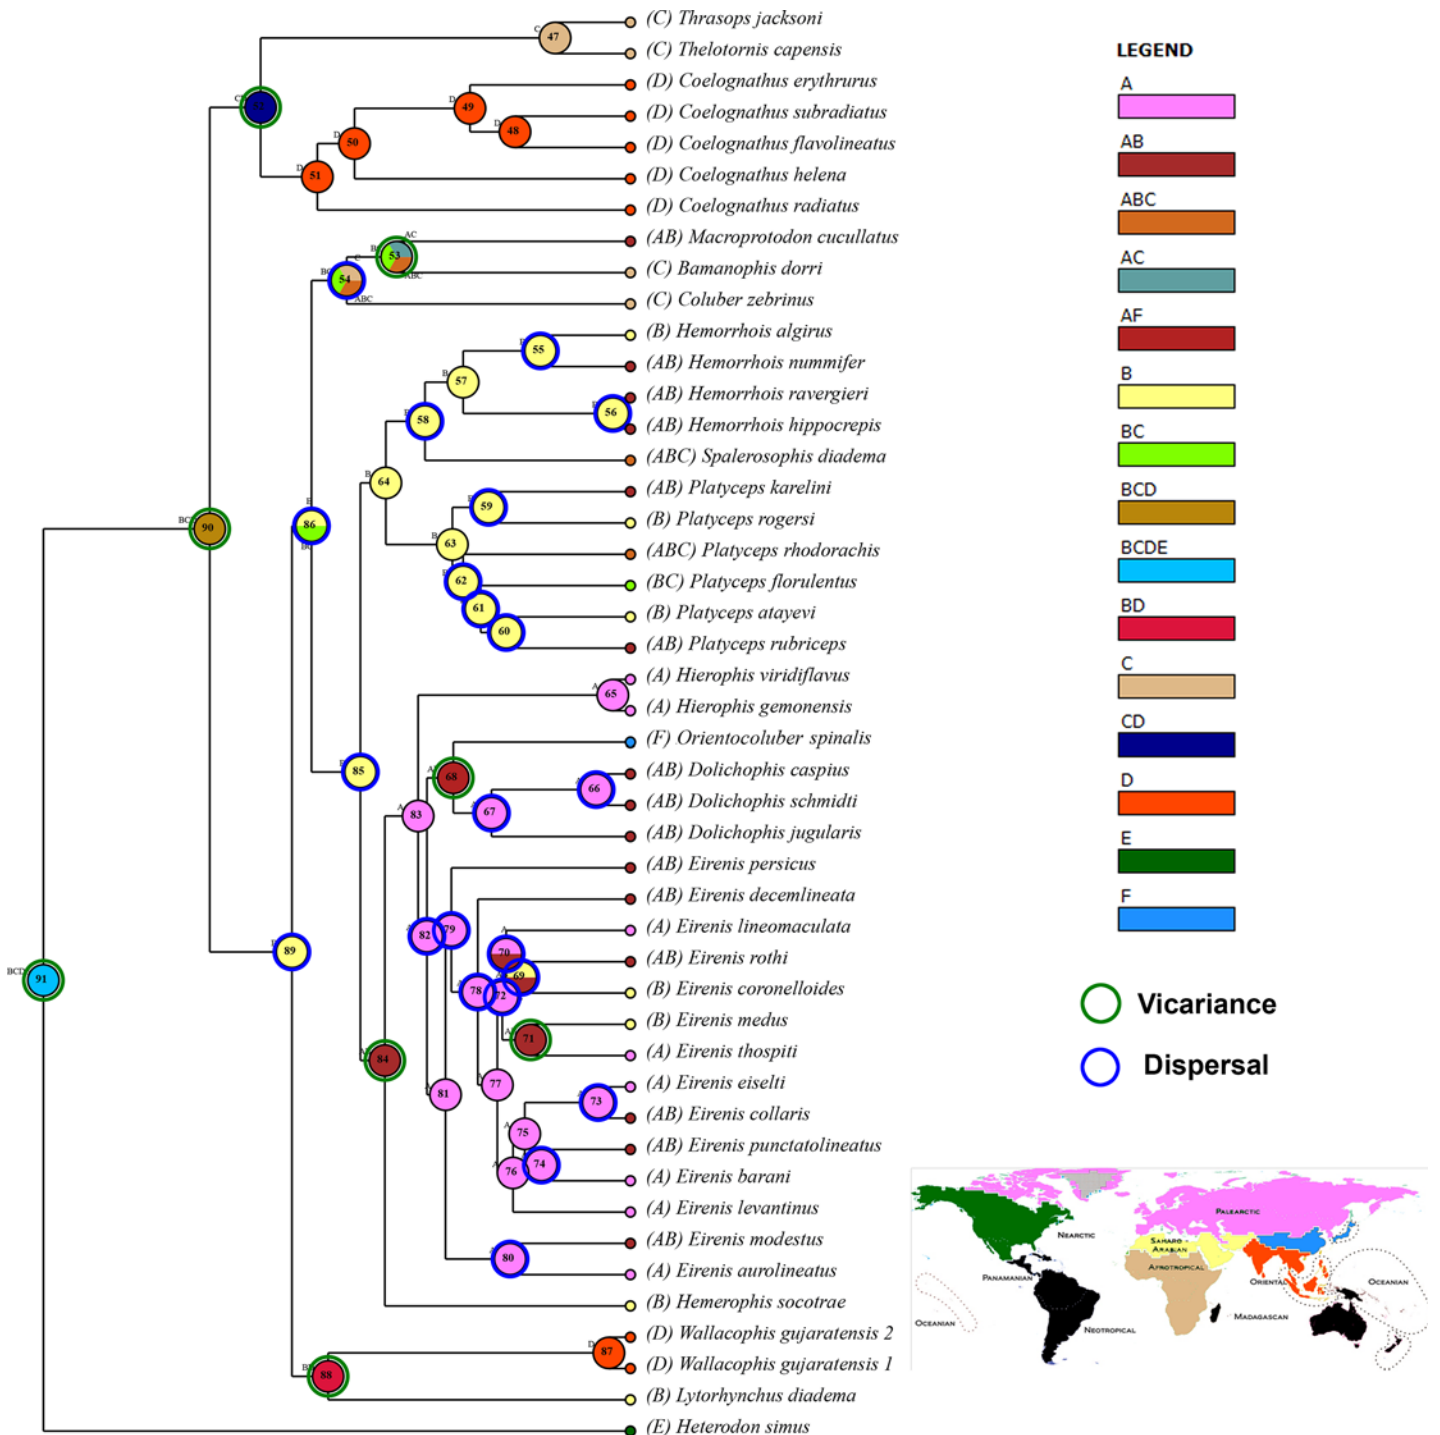 (C) Thrasops jacksoni
(C) Thelotornis capensis
(D) Coelognathus erythrurus
(D) Coelognathus subradiatus
(D) Coelognathus flavolineatus
(D) Coelognathus helena
(D) Coelognathus radiatus
(AB) Macroprotodon cucullatus
(C) Bamanophis dorri
(C) Coluber zebrinus
(B) Hemorrhois algirus
(AB) Hemorrhois nummifer
(AB) Hemorrhois ravergieri
(AB) Hemorrhois hippocrepis
(ABC) Spalerosophis diadema
(AB) Platyceps karelini
(B) Platyceps rogersi
(ABC) Platyceps rhodorachis
(BC) Platyceps florulentus
(B) Platyceps atayevi
(AB) Platyceps rubriceps
(A) Hierophis viridiflavus
(A) Hierophis gemonensis
(F) Orientocoluber spinalis
(AB) Dolichophis caspius
(AB) Dolichophis schmidti
(AB) Dolichophis jugularis
(AB) Eirenis persicus
(AB) Eirenis decemlineata
(A) Eirenis lineomaculata
(AB) Eirenis rothi
(B) Eirenis coronelloides
(B) Eirenis medus
(A) Eirenis thospiti
(A) Eirenis eiselti
(AB) Eirenis collaris
(AB) Eirenis punctatolineatus
(A) Eirenis barani
(A) Eirenis levantinus
(AB) Eirenis modestus
(A) Eirenis aurolineatus
(B) Hemerophis socotrae
(D) Wallacophis gujaratensis 2
(D) Wallacophis gujaratensis 1
(B) Lytorhynchus diadema
(E) Heterodon simus
47
49
48
50
51
53
54
55
57
56
58
64
59
63
62
61
60
86
90
85
65
68
66
67
83
82
79
70
69
78
72
71
84
81
77
73
75
74
76
80
89
91
87
88
LEGEND
A
AB
ABC
AC
AF
B
BC
BCD
BCDE
BD
C
CD
D
E
F
Vicariance
Dispersal
PALEARCTIC
NEARCTIC
SAHARO -
ARABIAN
AFROTROPICAL
PANAMANIAN
ORIENTAL
OCEANIAN
OCEANIAN
NEOTROPICAL
MADAGASCAN